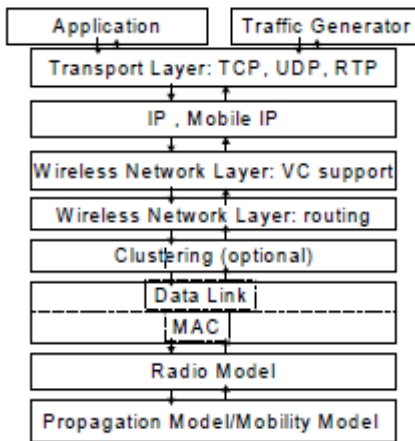 Application
Traffic Generator
Transport Layer: TCP, UDP, RTP
IP , Mobile IP
Wireless Network Layer: VC support
Wireless Network Layer: routing
Clustering (optional)
Data Link
MAC
Radio Model
Propagation Model/Mobility Model